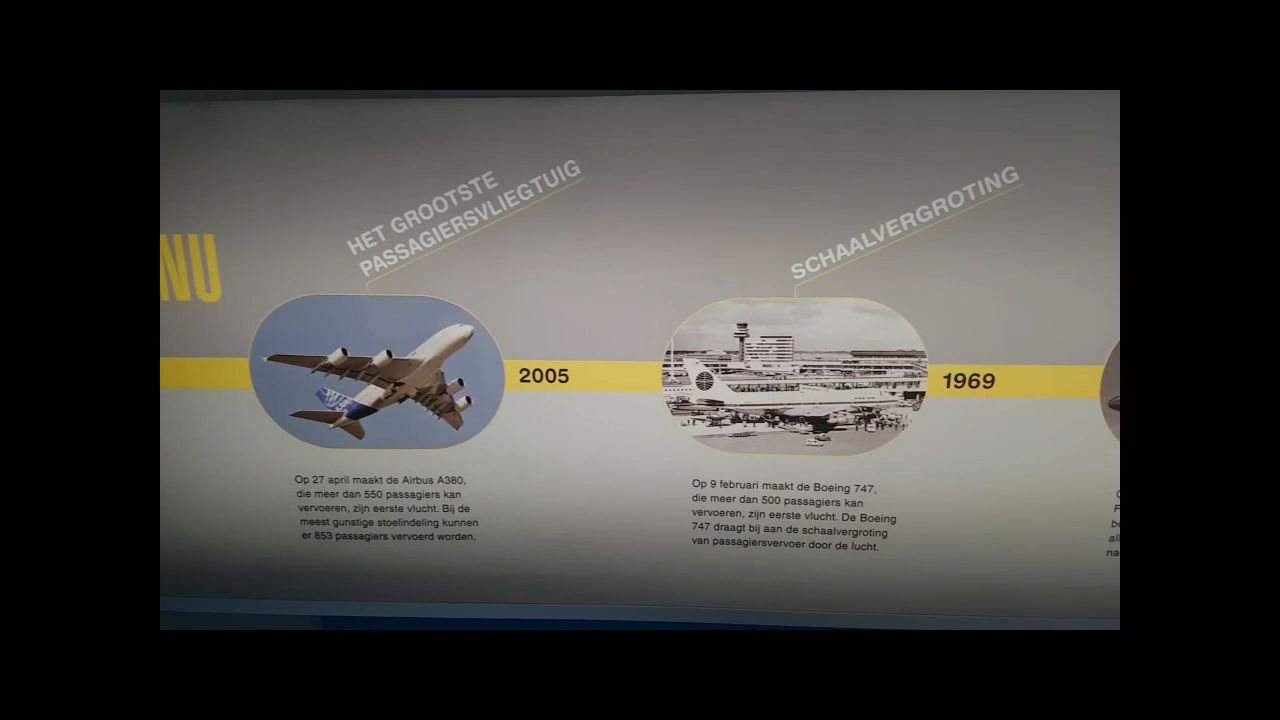 NU
HET GROOTSTE
PASSAGIERSVLIEGTUIG
2005
Op 27 april maakt de Airbus A380,
die meer dan 550 passagiers kan
vervoeren, zijn eerste vlucht. Bij de
meest gunstige stoelindeling kunnen
er 853 passagiers vervoerd worden.
SCHAALVERGROTING
1969
Op 9 februari maakt de Boeing 747,
die meer dan 500 passagiers kan
vervoeren, zijn eerste vlucht. De Boeing
747 draagt bij aan de schaalvergroting
van passagiersvervoer door de lucht.